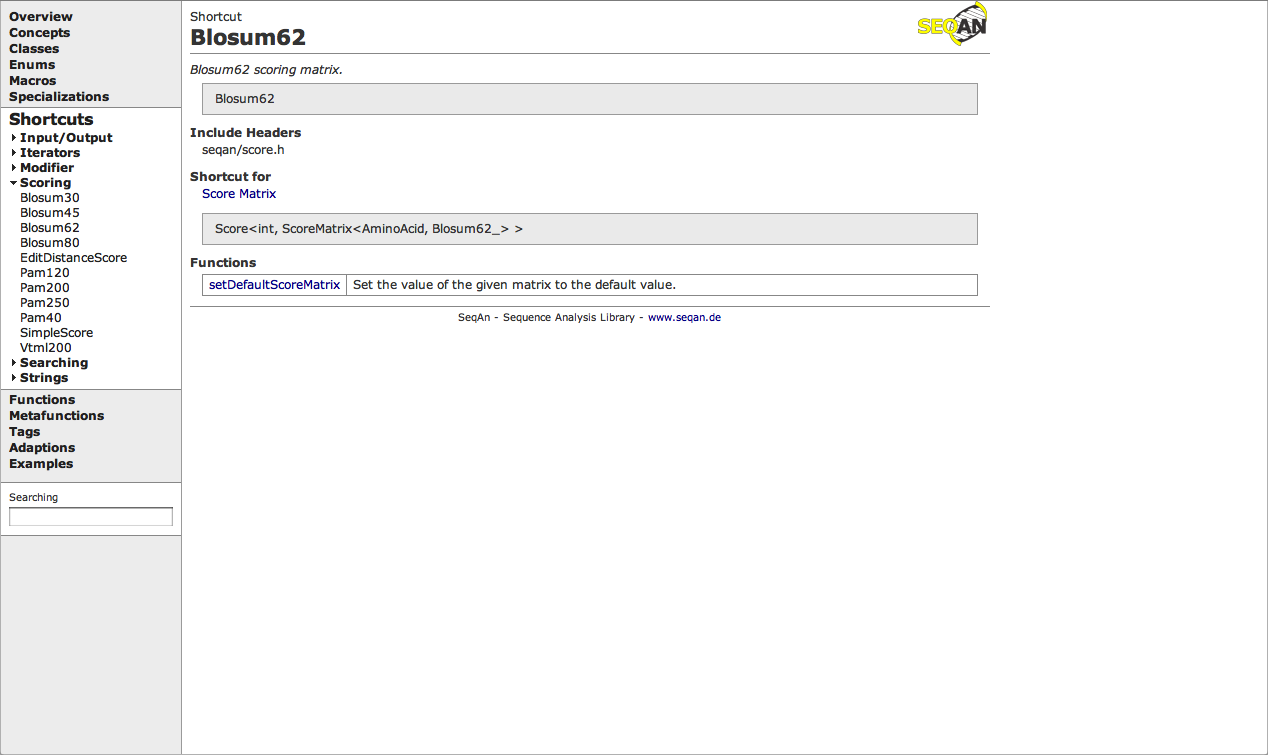 Overview
Concepts
Classes
Enums
Macros
Specializations
Shortcuts
Input/Output
Iterators
Modifier
Scoring
Blosum30
Blosum45
Blosum62
Blosum80
EditDistanceScore
Pam120
Pam200
Pam250
Pam40
SimpleScore
Vtml200
Searching
Strings
Functions
Metafunctions
Tags
Adaptions
Examples
Searching
Shortcut
Blosum62
SEQAN
Blosum62 scoring matrix.
Blosum62
Include Headers
seqan/score.h
Shortcut for
Score Matrix
Score<int, ScoreMatrix<AminoAcid, Blosum62_> >
Functions
setDefaultScoreMatrix Set the value of the given matrix to the default value.
SeqAn - Sequence Analysis Library - www.seqan.de